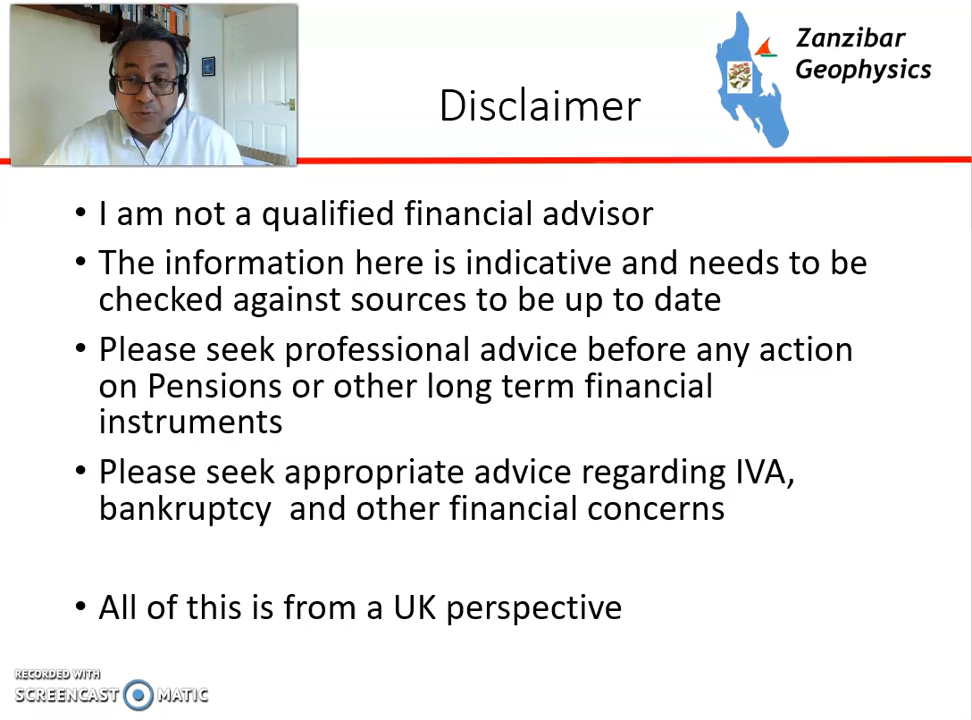 Zanzibar
Geophysics
Disclaimer
• I am not a qualified financial advisor
• The information here is indicative and needs to be
checked against sources to be up to date
• Please seek professional advice before any action
on Pensions or other long term financial
instruments
• Please seek appropriate advice regarding IVA,
bankruptcy  and other financial concerns
• All of this is from a UK perspective
RECORDED WITH
SCREENCAST MATIC